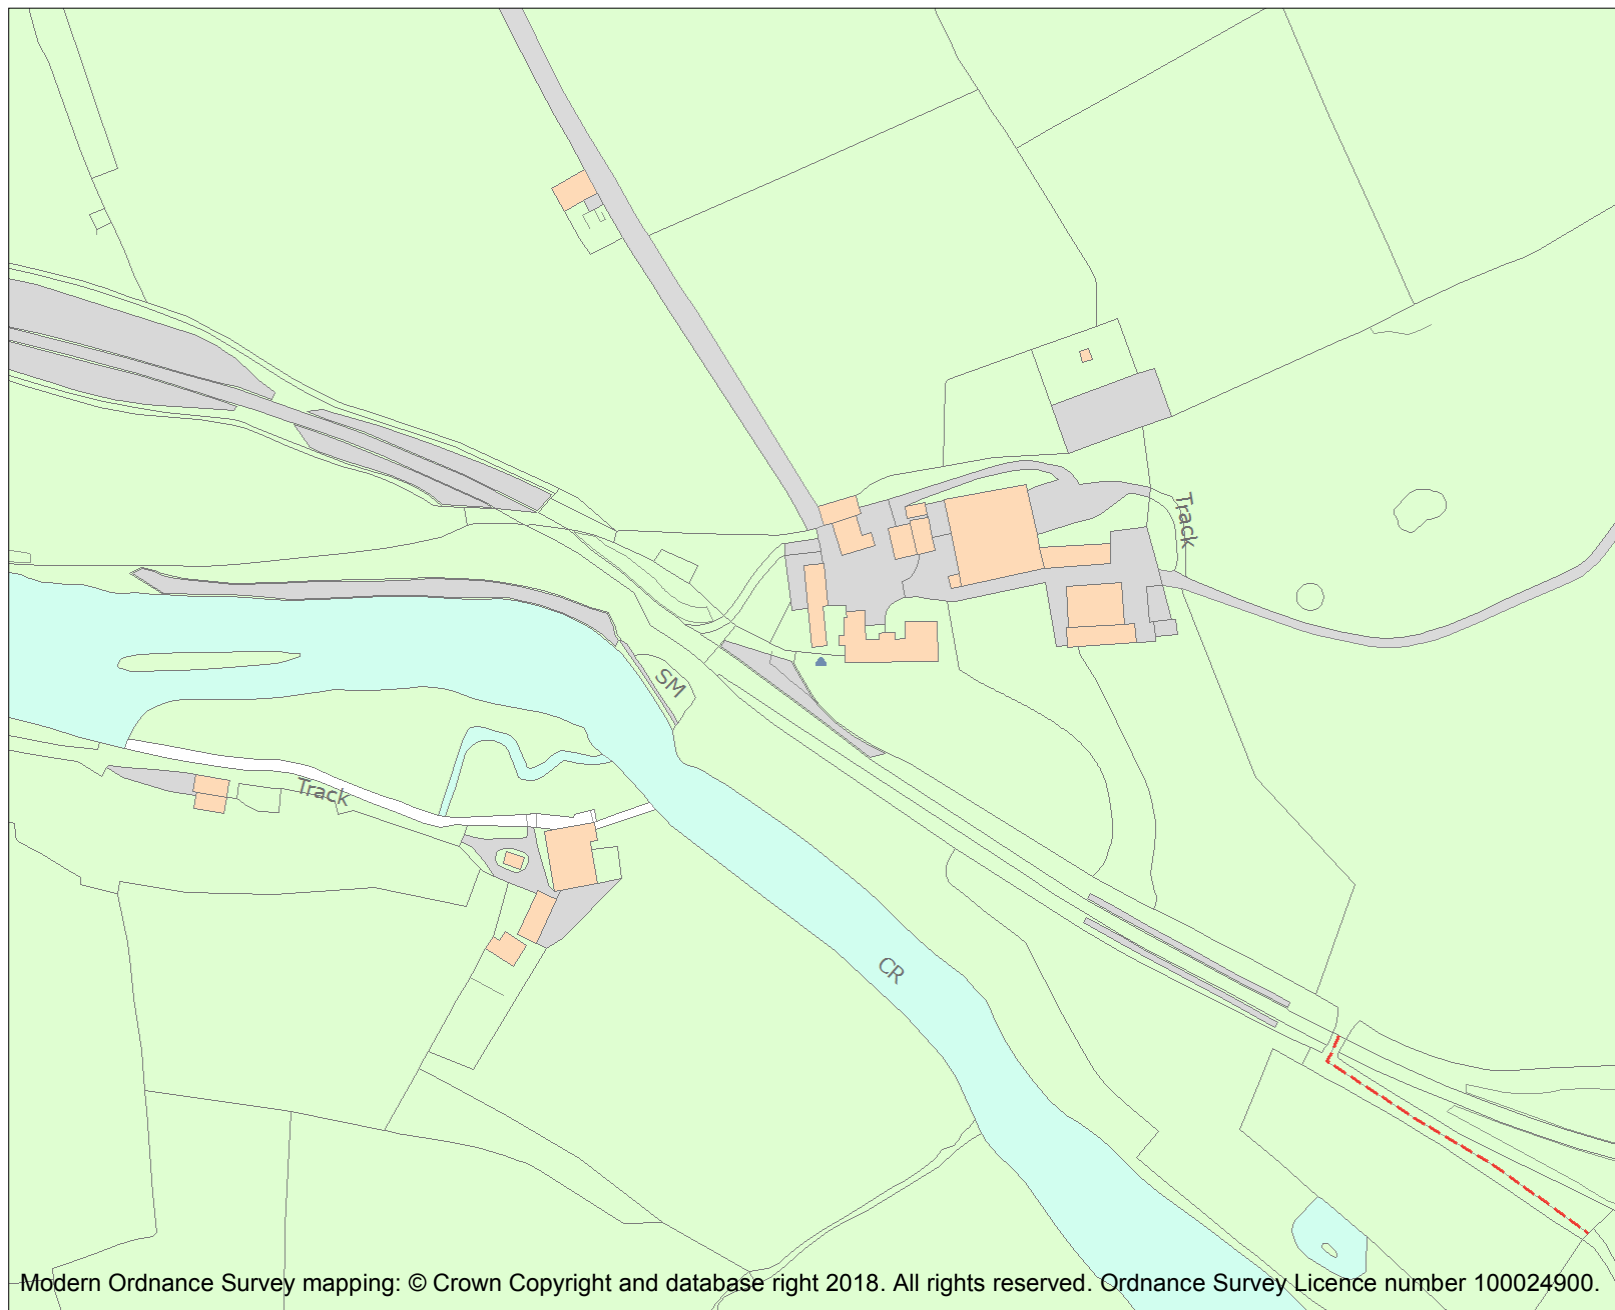 Track
SM
Track
CR
Modern Ordnance Survey mapping: © Crown Copyright and database right 2018. All rights reserved. Ordnance Survey Licence number 100024900.